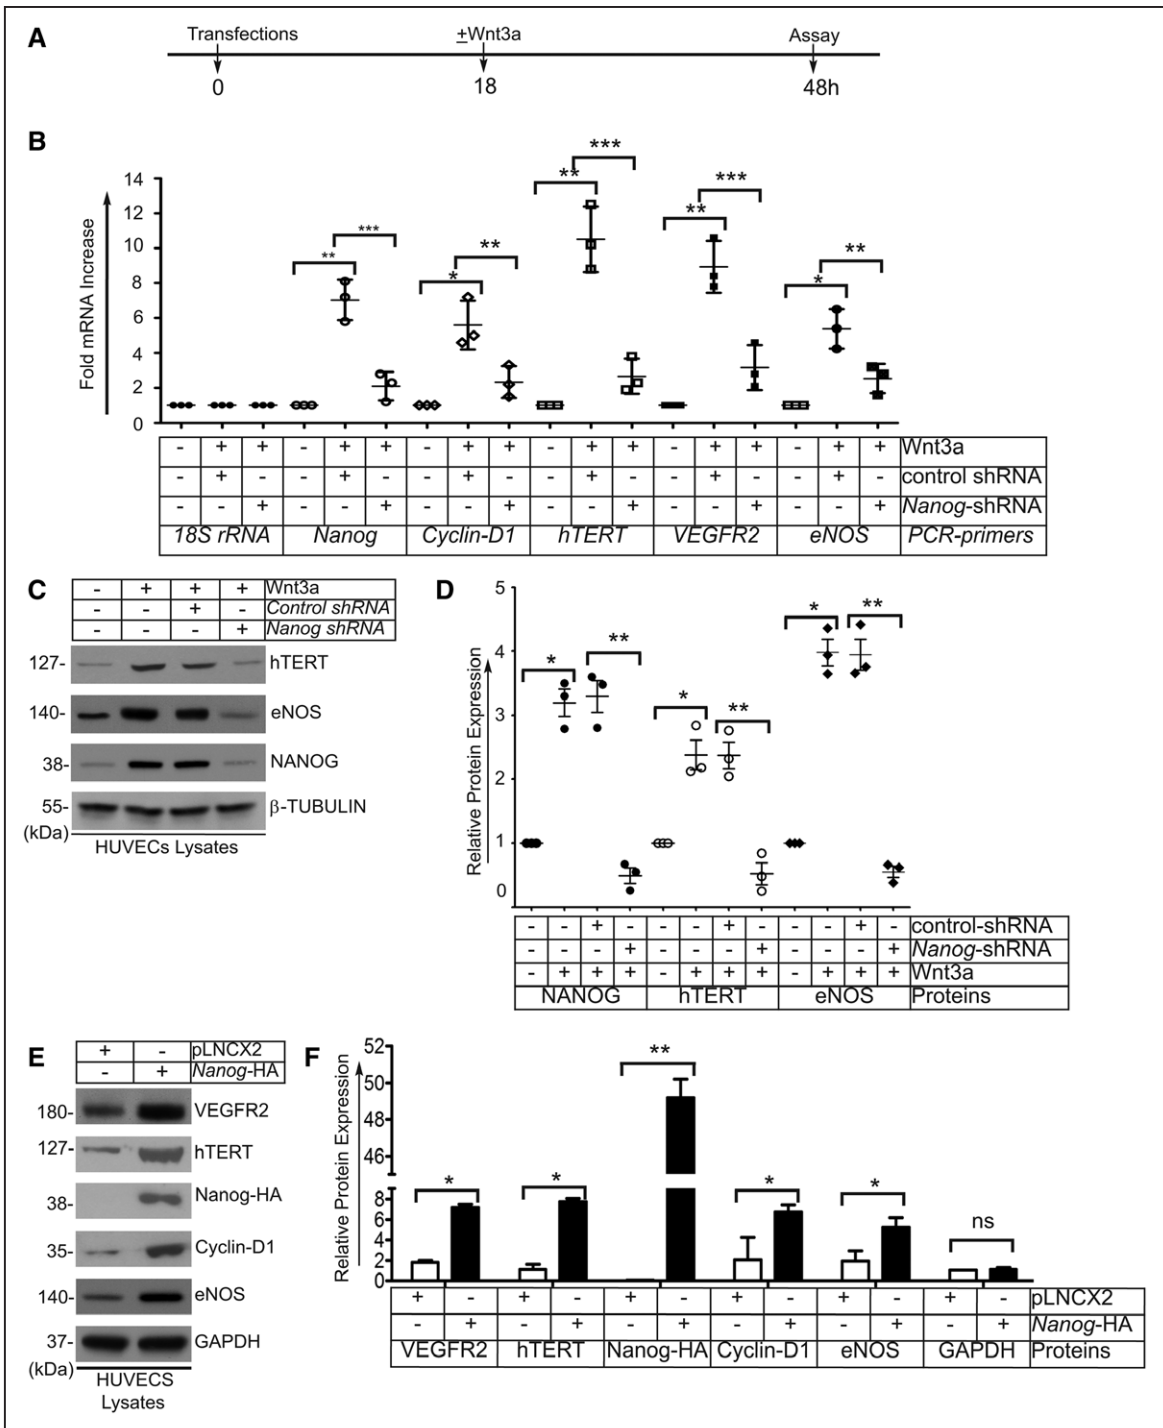 A
Transfections
±Wnt3a
Assay
0
18
48h
B
Fold mRNA Increase
14
12
10
8
6
4
2
0
** *** * ** ** *** ** *** * **
- + + - + + - + + - + + - + + - + + Wnt3a
- + - - + - - + - - + - - + - - + - control shRNA
- - + - - + - - + - - + - - + - - + Nanog-shRNA
18S rRNA Nanog Cyclin-D1 hTERT VEGFR2 eNOS PCR-primers
C
- + + + Wnt3a
- - + - Control shRNA
- - - + Nanog shRNA
127- hTERT
140- eNOS
38- NANOG
55- β-TUBULIN
(kDa)
HUVECs Lysates
D
Relative Protein Expression
5
4
3
2
1
0
* ** * ** * **
- - + - - - + - - - + - control-shRNA
- - - + - - - + - - - + Nanog-shRNA
- + + + - + + + - + + + Wnt3a
NANOG hTERT eNOS Proteins
E
+ - pLNCX2
- + Nanog-HA
180- VEGFR2
127- hTERT
38- Nanog-HA
35- Cyclin-D1
140- eNOS
37- GAPDH
(kDa)
HUVECS
Lysates
F
Relative Protein Expression
52
50
48
46
8
6
4
2
0
* * ** * * ns
+ - + - + - + - + - + - pLNCX2
- + - + - + - + - + - + Nanog-HA
VEGFR2 hTERT Nanog-HA Cyclin-D1 eNOS GAPDH Proteins